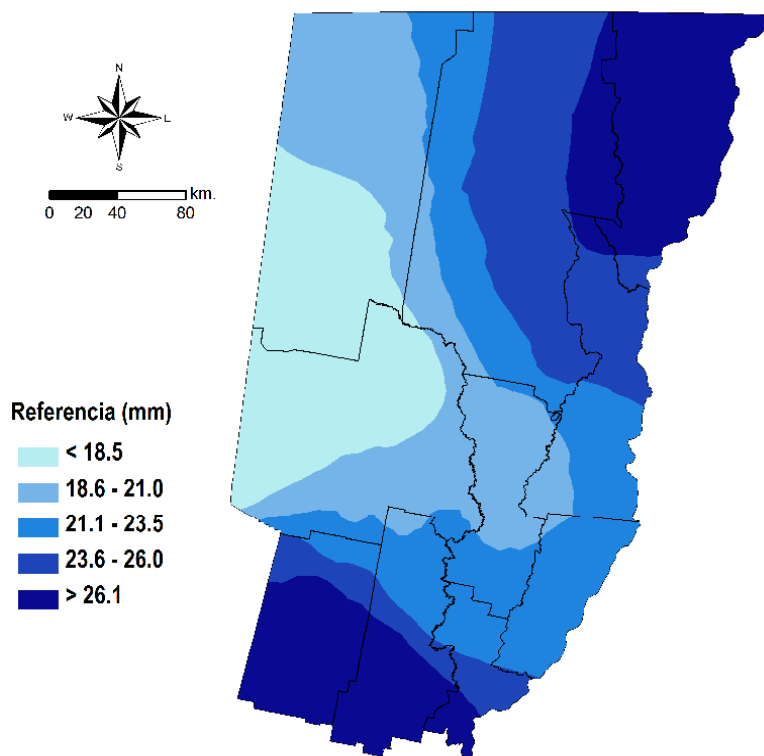 N
W L
S
km.
0 20 40 80
Referencia (mm)
< 18.5
18.6 - 21.0
21.1 - 23.5
23.6 - 26.0
> 26.1